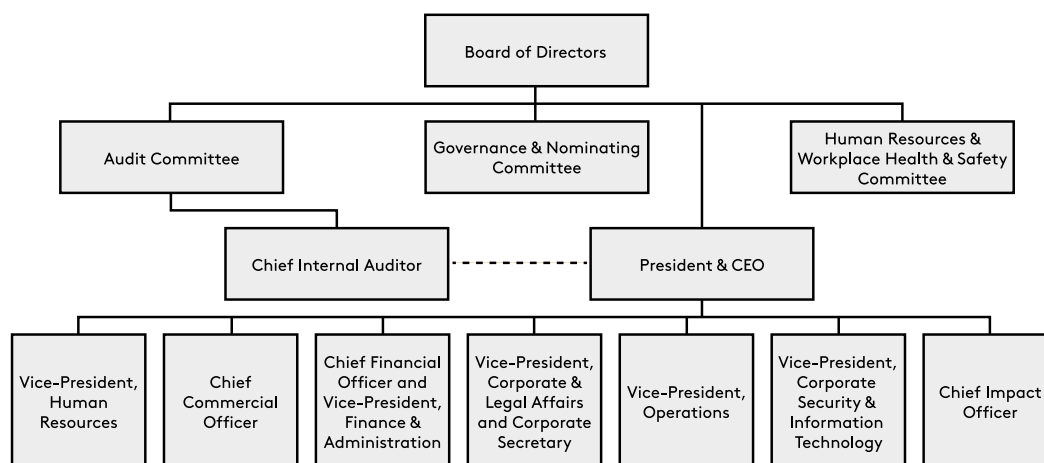 Board of Directors
Audit Committee
Governance & Nominating
Committee
Human Resources &
Workplace Health & Safety
Committee
Chief Internal Auditor
President & CEO
Vice-President,
Human
Resources
Chief
Commercial
Officer
Chief Financial
Officer and
Vice-President,
Finance &
Administration
Vice-President,
Corporate &
Legal Affairs
and Corporate
Secretary
Vice-President,
Operations
Vice-President,
Corporate
Security &
Information
Technology
Chief Impact
Officer